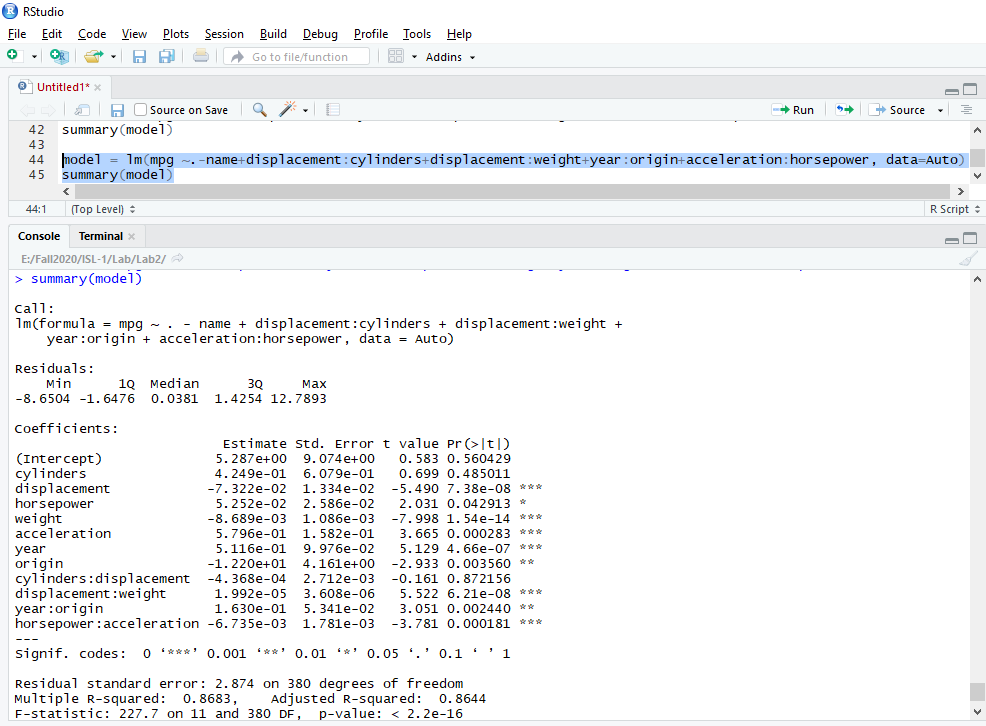 RStudio
File Edit Code View Plots Session Build Debug Profile Tools Help
Go to file/function Addins
Untitled1*
Source on Save Run Source
42 summary(model)
43
44 model = lm(mpg ~.-name+displacement:cylinders+displacement:weight+year:origin+acceleration:horsepower, data=Auto)
45 summary(model)
44:1 (Top Level) R Script
Console Terminal
E:/Fall2020/ISL-1/Lab/Lab2/
> summary(model)
Call:
lm(formula = mpg ~ . - name + displacement:cylinders + displacement:weight +
    year:origin + acceleration:horsepower, data = Auto)
Residuals:
    Min      1Q  Median      3Q     Max
-8.6504 -1.6476  0.0381  1.4254 12.7893
Coefficients:
                          Estimate Std. Error t value Pr(>|t|)
(Intercept)              5.287e+00  9.074e+00   0.583 0.560429
cylinders                4.249e-01  6.079e-01   0.699 0.485011
displacement            -7.322e-02  1.334e-02  -5.490 7.38e-08 ***
horsepower               5.252e-02  2.586e-02   2.031 0.042913 *
weight                  -8.689e-03  1.086e-03  -7.998 1.54e-14 ***
acceleration             5.796e-01  1.582e-01   3.665 0.000283 ***
year                     5.116e-01  9.976e-02   5.129 4.66e-07 ***
origin                  -1.220e+01  4.161e+00  -2.933 0.003560 **
cylinders:displacement  -4.368e-04  2.712e-03  -0.161 0.872156
displacement:weight      1.992e-05  3.608e-06   5.522 6.21e-08 ***
year:origin              1.630e-01  5.341e-02   3.051 0.002440 **
horsepower:acceleration -6.735e-03  1.781e-03  -3.781 0.000181 ***
---
Signif. codes:  0 ‘***’ 0.001 ‘**’ 0.01 ‘*’ 0.05 ‘.’ 0.1 ‘ ’ 1
Residual standard error: 2.874 on 380 degrees of freedom
Multiple R-squared:  0.8683,    Adjusted R-squared:  0.8644
F-statistic: 227.7 on 11 and 380 DF,  p-value: < 2.2e-16